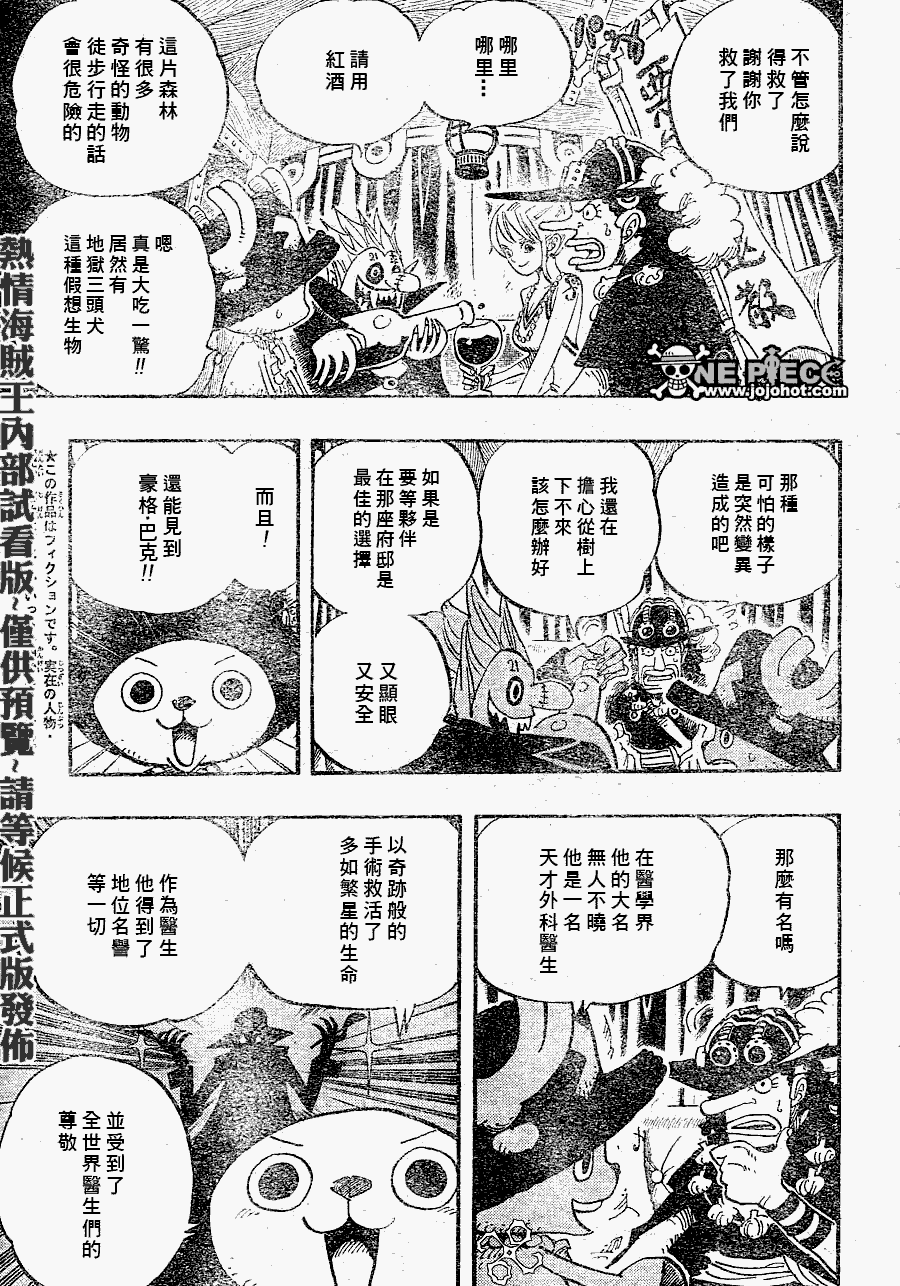 不管怎麼說
得救了
謝謝你
救了我們
哪里
哪里…
請用
紅酒
這片森林
有很多
奇怪的動物
徒步行走的話
會很危險的
嗯
真是大吃一驚!!
居然有
地獄三頭犬
這種假想生物
ONE PIECE
www.jojohot.com
那種
可怕的樣子
是突然變異
造成的吧
我還在
擔心從樹上
下不來
該怎麼辦好
如果是
要等夥伴
在那座府邸是
最佳的選擇
又顯眼
又安全
而且!
還能見到
豪格·巴克!!
★この作品はフィクションです。実在の人物・
那麼有名嗎
在醫學界
他的大名
無人不曉
他是一名
天才外科醫生
以奇跡般的
手術救活了
多如繁星的生命
作為醫生
他得到了
地位名譽
等一切
並受到了
全世界醫生們的
尊敬
熱情海賊王內部試看版~僅供預覽~請等候正式版發佈